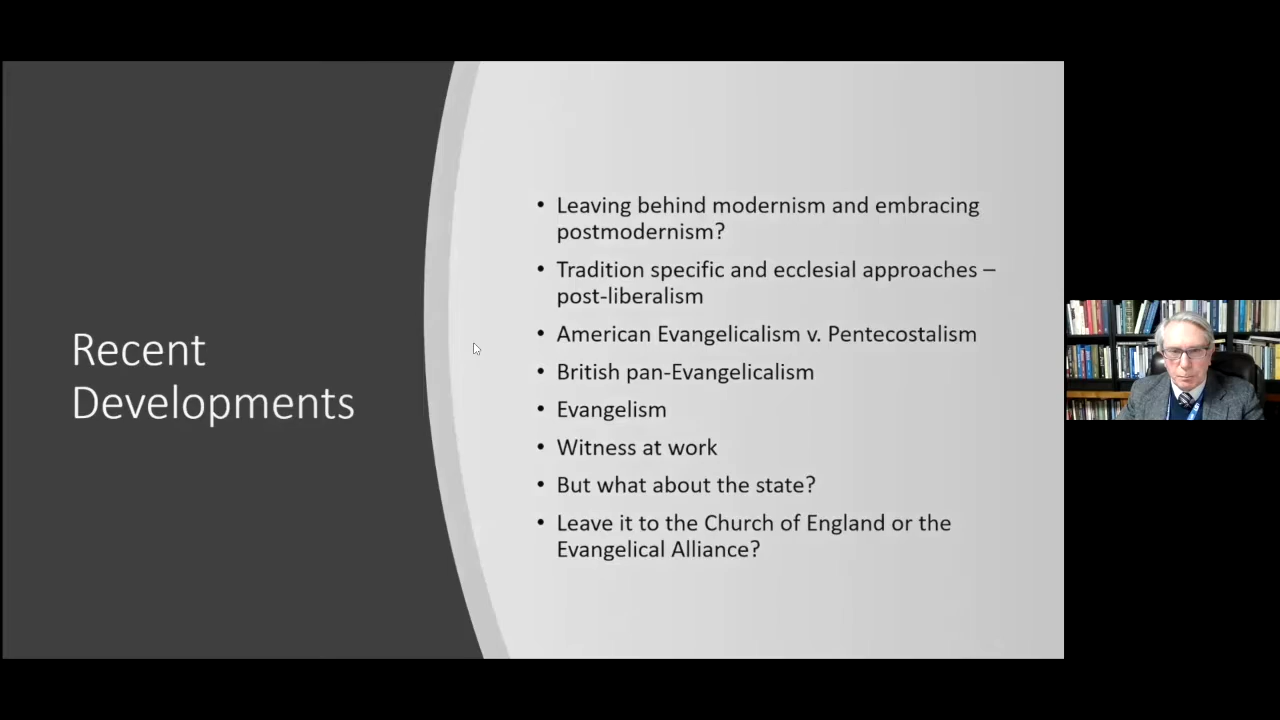 Recent
Developments
• Leaving behind modernism and embracing
postmodernism?
• Tradition specific and ecclesial approaches –
post-liberalism
• American Evangelicalism v. Pentecostalism
• British pan-Evangelicalism
• Evangelism
• Witness at work
• But what about the state?
• Leave it to the Church of England or the
Evangelical Alliance?